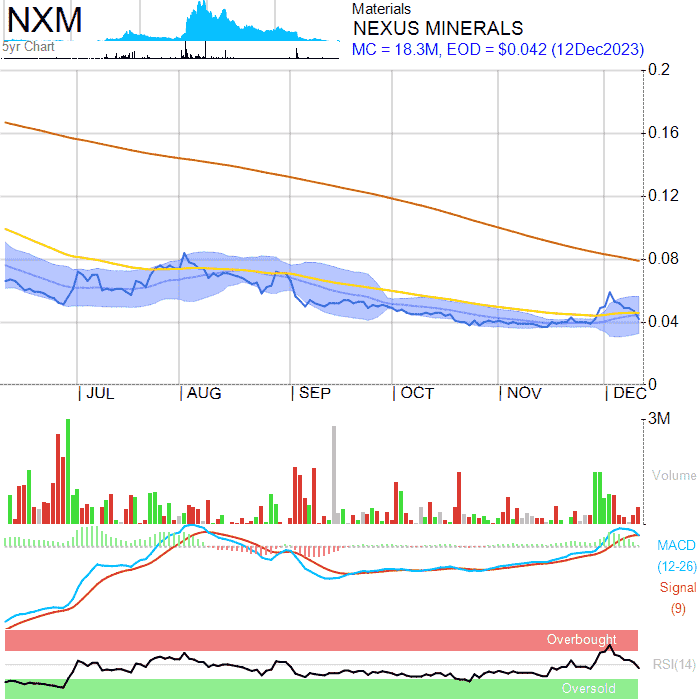 NXM
5yr Chart
Materials
NEXUS MINERALS
MC = 18.3M, EOD = $0.042 (12Dec2023)
0.2
0.16
0.12
0.08
0.04
0
| JUL | AUG | SEP | OCT | NOV | DEC
3M
Volume
MACD
(12-26)
Signal
(9)
Overbought
RSI(14)
Oversold